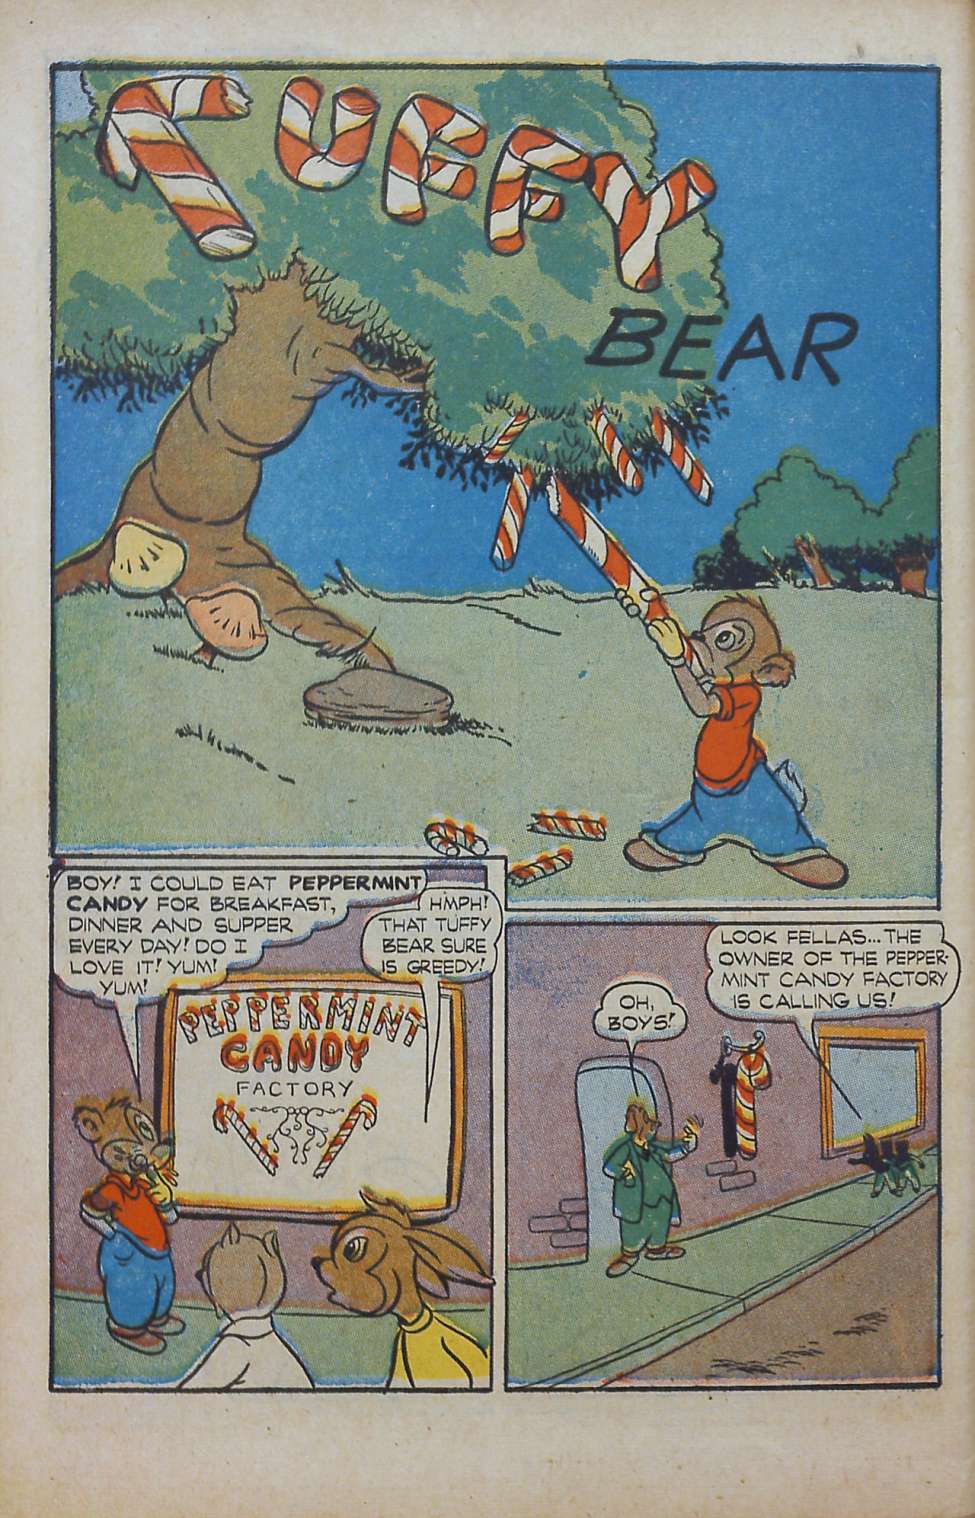 TUFFY
BEAR
BOY! I COULD EAT PEPPERMINT
CANDY FOR BREAKFAST,
DINNER AND SUPPER
EVERY DAY! DO I
LOVE IT! YUM!
YUM!
HMPH!
THAT TUFFY
BEAR SURE
IS GREEDY!
PEPPERMINT
CANDY
FACTORY
OH,
BOYS!
LOOK FELLAS... THE
OWNER OF THE PEPPER-
MINT CANDY FACTORY
IS CALLING US!